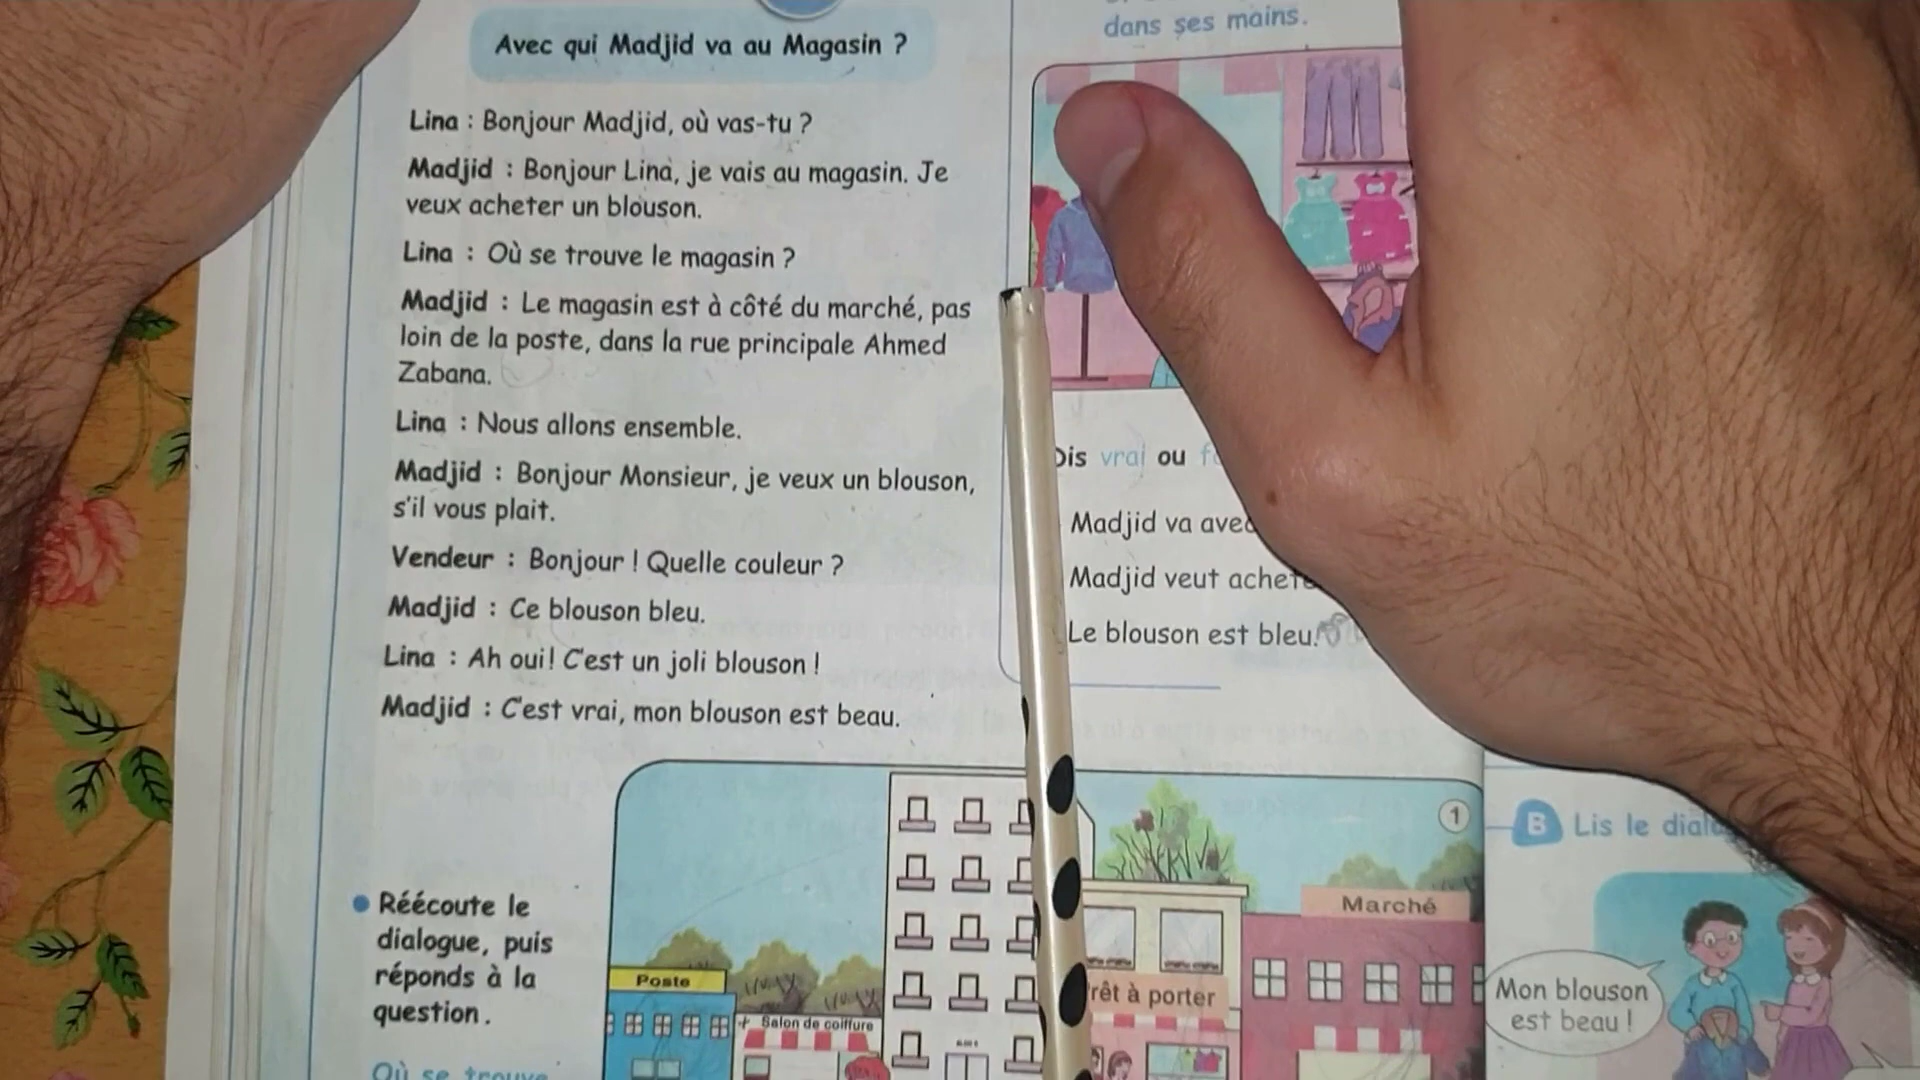 Avec qui Madjid va au Magasin ?
Lina : Bonjour Madjid, où vas-tu ?
Madjid : Bonjour Lina, je vais au magasin. Je
veux acheter un blouson.
Lina : Où se trouve le magasin ?
Madjid : Le magasin est à côté du marché, pas
loin de la poste, dans la rue principale Ahmed
Zabana.
Lina : Nous allons ensemble.
Madjid : Bonjour Monsieur, je veux un blouson,
s'il vous plait.
Vendeur : Bonjour ! Quelle couleur ?
Madjid : Ce blouson bleu.
Lina : Ah oui! C'est un joli blouson !
Madjid : C'est vrai, mon blouson est beau.
Réécoute le
dialogue, puis
réponds à la
question.
Où se trouve
Poste
Salon de coiffure
rêt à porter
Marché
1
dans ses mains.
Dis vrai ou
Madjid va avec
Madjid veut achete
Le blouson est bleu.
B Lis le
Mon blouson
est beau !